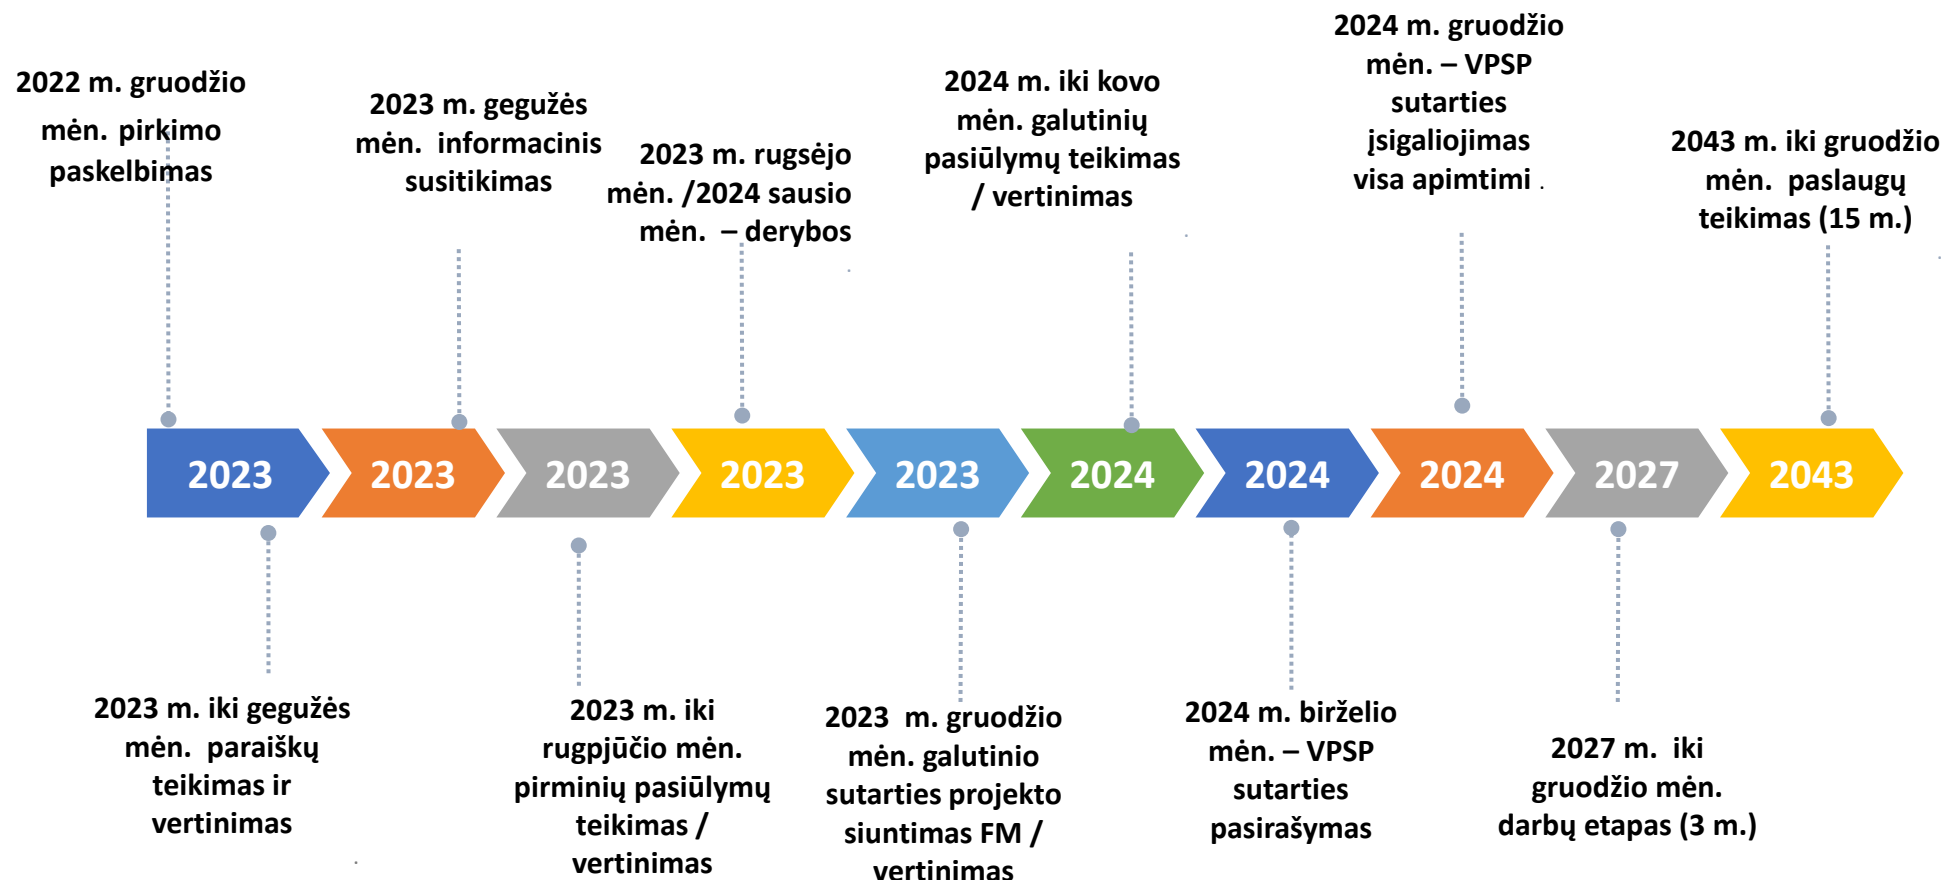 2022 m. gruodžio
mėn. pirkimo
paskelbimas
2023 m. gegužės
mėn. informacinis
susitikimas
2023 m. rugsėjo
mėn. /2024 sausio
mėn. – derybos
2024 m. iki kovo
mėn. galutinių
pasiūlymų teikimas
/ vertinimas
2024 m. gruodžio
mėn. – VPSP
sutarties
įsigaliojimas
visa apimtimi .
2043 m. iki gruodžio
mėn. paslaugų
teikimas (15 m.)
2023
2023
2023
2023
2023
2024
2024
2024
2027
2043
2023 m. iki gegužės
mėn. paraiškų
teikimas ir
vertinimas
2023 m. iki
rugpjūčio mėn.
pirminių pasiūlymų
teikimas /
vertinimas
2023 m. gruodžio
mėn. galutinio
sutarties projekto
siuntimas FM /
vertinimas
2024 m. birželio
mėn. – VPSP
sutarties
pasirašymas
2027 m. iki
gruodžio mėn.
darbų etapas (3 m.)